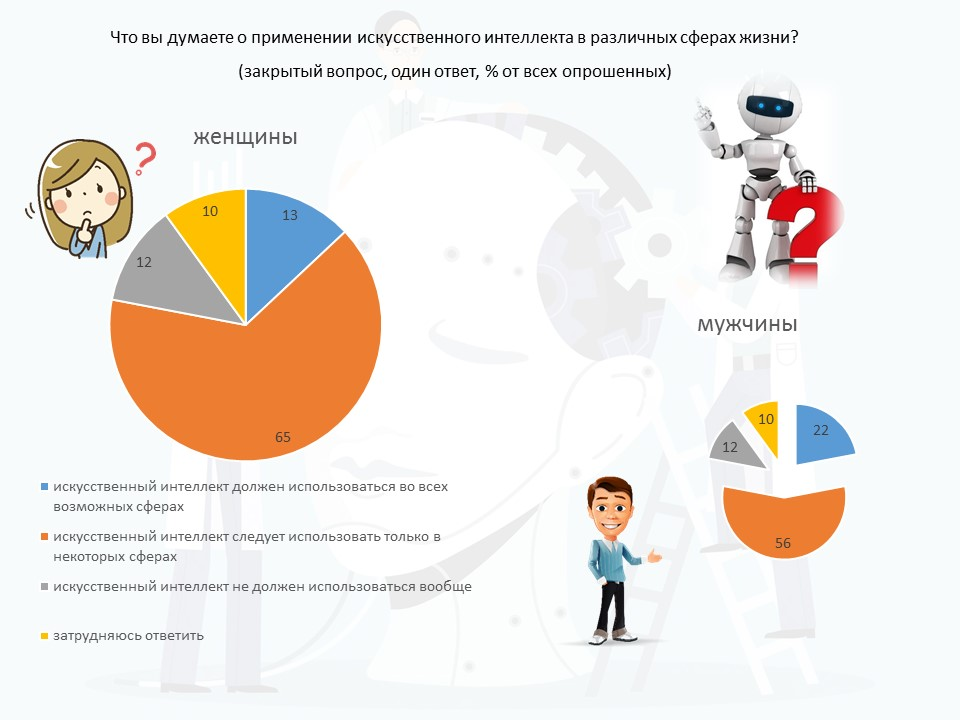 Что вы думаете о применении искусственного интеллекта в различных сферах жизни?
(закрытый вопрос, один ответ, % от всех опрошенных)
женщины
13
65
12
10
искусственный интеллект должен использоваться во всех
возможных сферах
искусственный интеллект следует использовать только в
некоторых сферах
искусственный интеллект не должен использоваться вообще
затрудняюсь ответить
мужчины
22
56
12
10